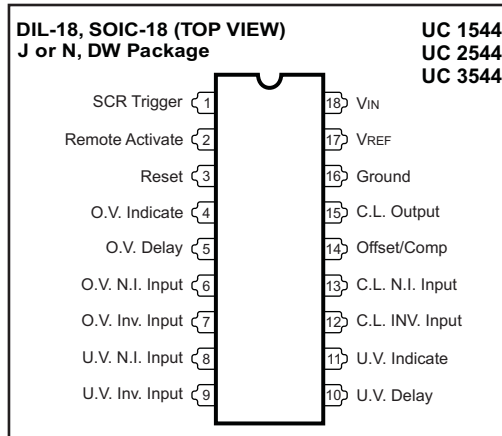 DIL-18, SOIC-18 (TOP VIEW)
J or N, DW Package
UC 1544
UC 2544
UC 3544
SCR Trigger 1
Remote Activate 2
Reset 3
O.V. Indicate 4
O.V. Delay 5
O.V. N.I. Input 6
O.V. Inv. Input 7
U.V. N.I. Input 8
U.V. Inv. Input 9
18 VIN
17 VREF
16 Ground
15 C.L. Output
14 Offset/Comp
13 C.L. N.I. Input
12 C.L. INV. Input
11 U.V. Indicate
10 U.V. Delay